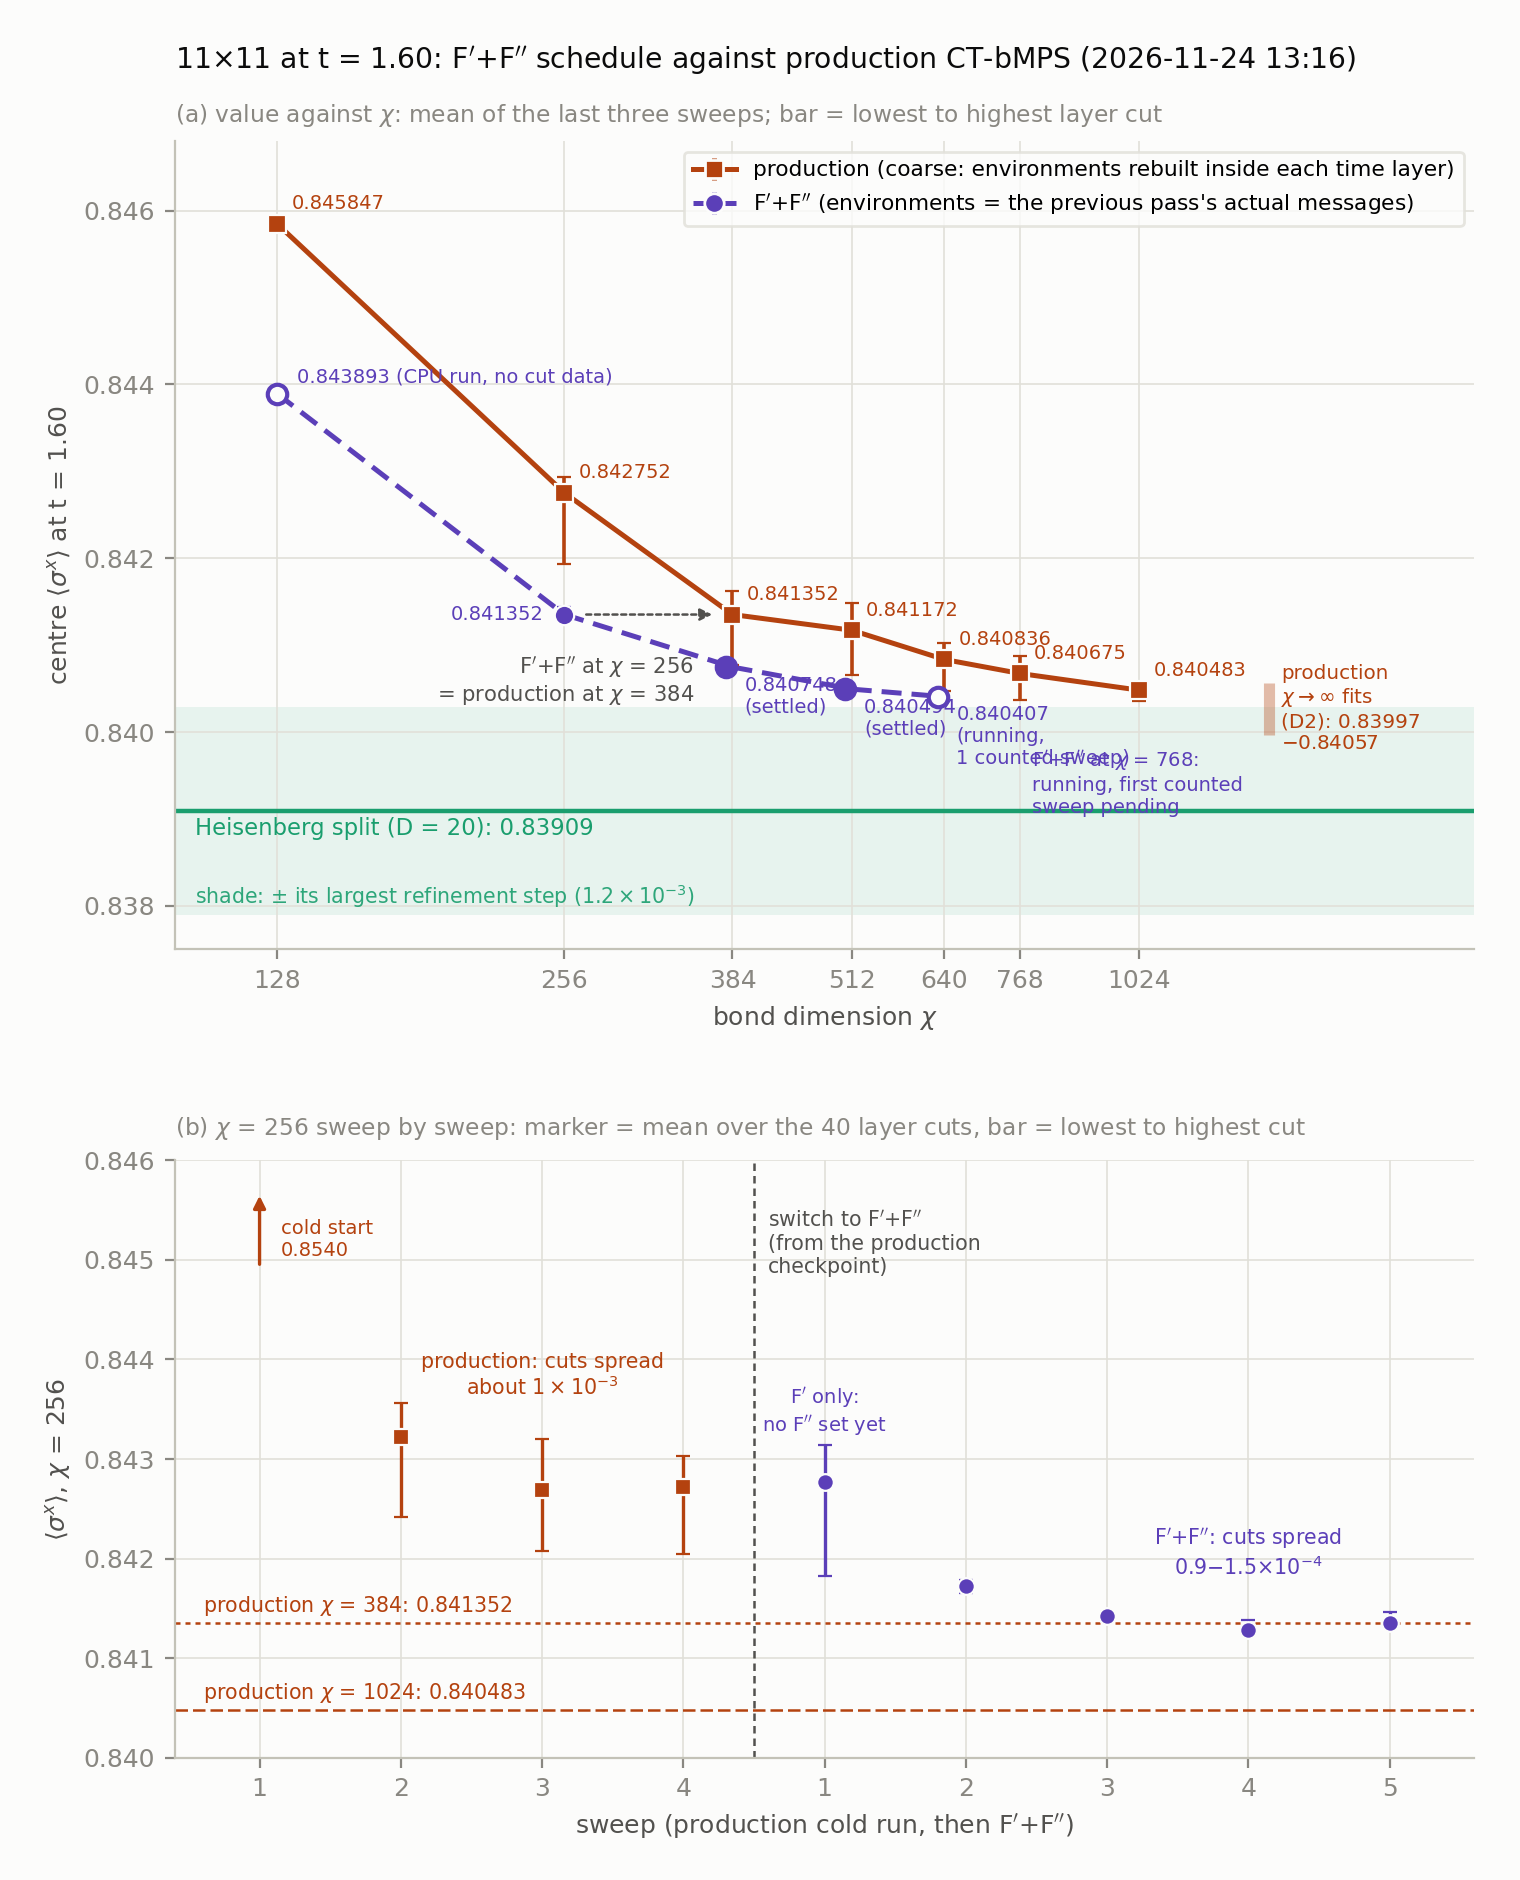 11×11 at t = 1.60: F′+F″ schedule against production CT-bMPS (2026-11-24 13:16)
(a) value against χ: mean of the last three sweeps; bar = lowest to highest layer cut
production (coarse: environments rebuilt inside each time layer)
F′+F″ (environments = the previous pass's actual messages)
centre ⟨σˣ⟩ at t = 1.60
0.846
0.844
0.842
0.840
0.838
0.845847
0.843893 (CPU run, no cut data)
0.842752
0.841352
0.841352
0.841172
0.840836
0.840675
0.840483
F′+F″ at χ = 256
= production at χ = 384
0.840748
(settled)
0.840494
(settled)
0.840407
(running,
1 counted sweep)
F′+F″ at χ = 768:
running, first counted
sweep pending
production
χ → ∞ fits
(D2): 0.83997
−0.84057
Heisenberg split (D = 20): 0.83909
shade: ± its largest refinement step (1.2 × 10⁻³)
128
256
384
512
640
768
1024
bond dimension χ
(b) χ = 256 sweep by sweep: marker = mean over the 40 layer cuts, bar = lowest to highest cut
⟨σˣ⟩, χ = 256
0.846
0.845
0.844
0.843
0.842
0.841
0.840
cold start
0.8540
switch to F′+F″
(from the production
checkpoint)
production: cuts spread
about 1 × 10⁻³
F′ only:
no F″ set yet
F′+F″: cuts spread
0.9−1.5×10⁻⁴
production χ = 384: 0.841352
production χ = 1024: 0.840483
1
2
3
4
1
2
3
4
5
sweep (production cold run, then F′+F″)